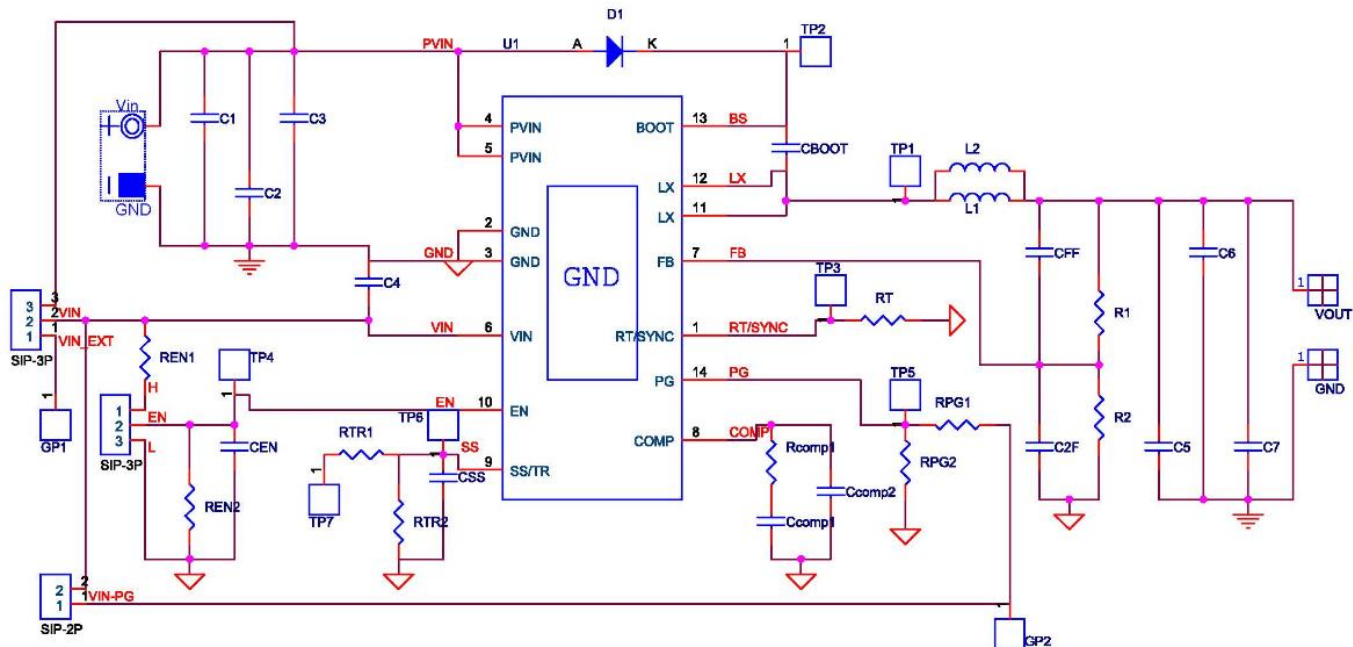 D1
PVIN
U1
A
K
1
TP2
Vin
C1
C3
C2
GND
4
PVIN
5
PVIN
2
GND
GND
3
GND
GND
BOOT
13
BS
CBOOT
LX
12
LX
LX
11
TP1
1
L2
L1
FB
7
FB
TP3
1
RT
RT/SYNC
1
RT/SYNC
PG
14
PG
TP5
1
RPG1
RPG2
COMP
8
COMP
Rcomp1
Ccomp2
Ccomp1
CFF
R1
R2
C2F
C6
C5
C7
1
VOUT
1
GND
C4
3
2
1
3
2
1
VIN
VIN_EXT
SIP-3P
VIN
6
VIN
REN1
H
TP4
1
1
2
3
EN
L
SIP-3P
1
GP1
CEN
REN2
EN
10
EN
TP6
1
SS
9
SS/TR
RTR1
1
TP7
RTR2
CSS
2
1
2
1
VIN-PG
SIP-2P
1
GP2